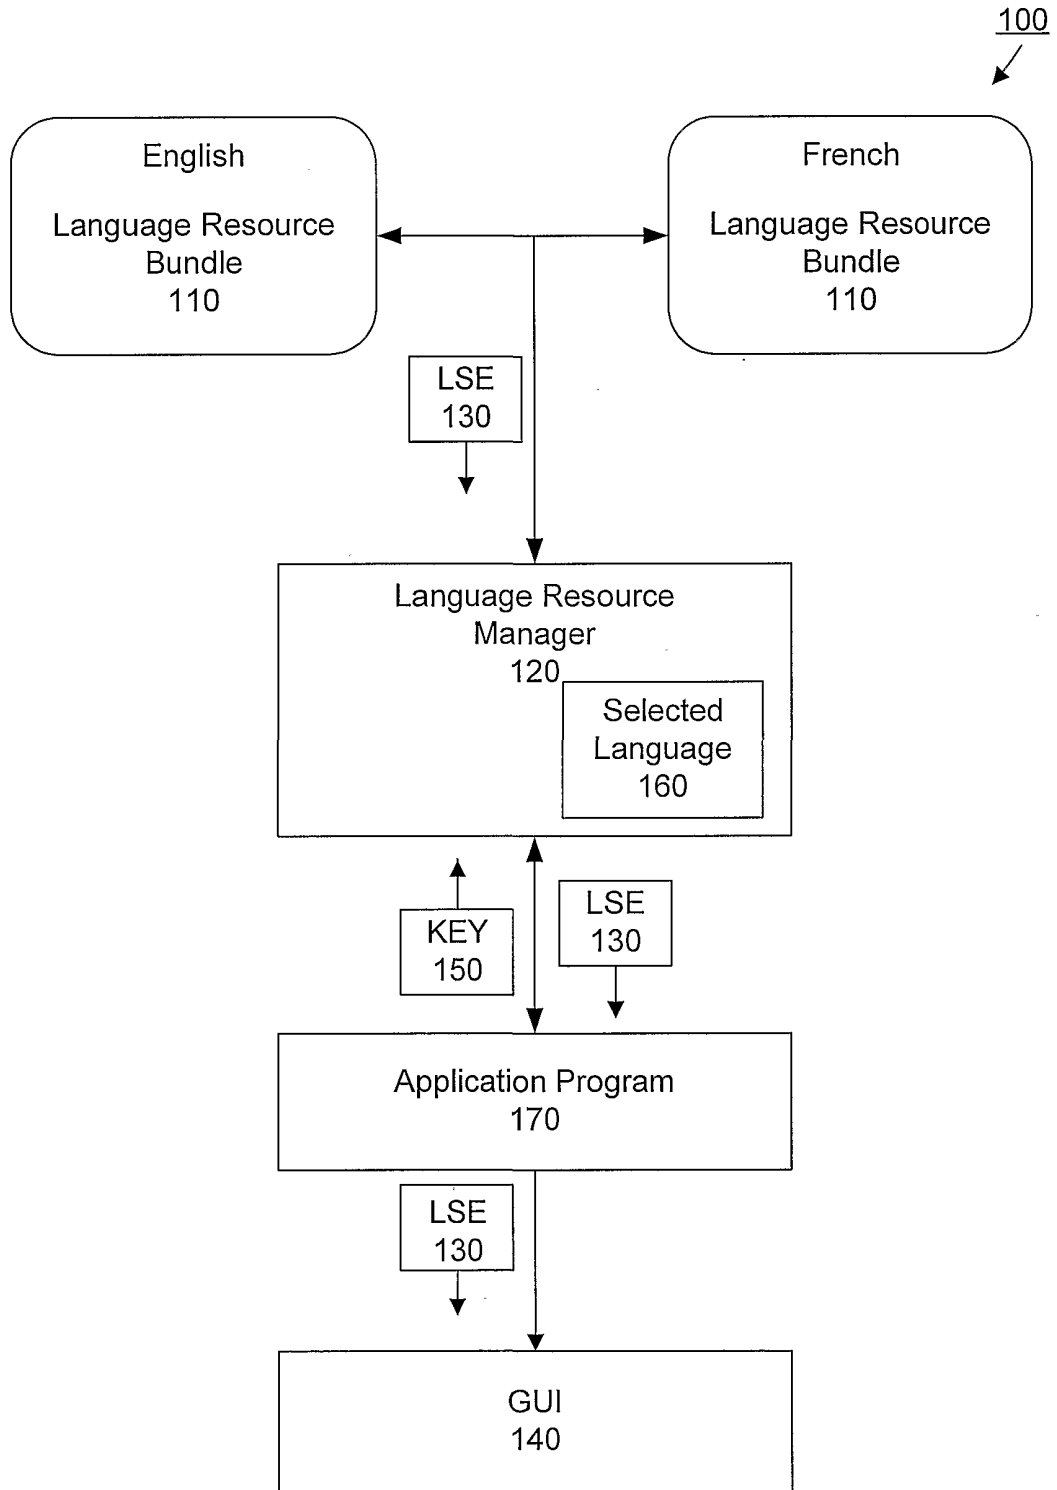 100
English
Language Resource
Bundle
110
French
Language Resource
Bundle
110
LSE
130
Language Resource
Manager
120
Selected
Language
160
KEY
150
LSE
130
Application Program
170
LSE
130
GUI
140